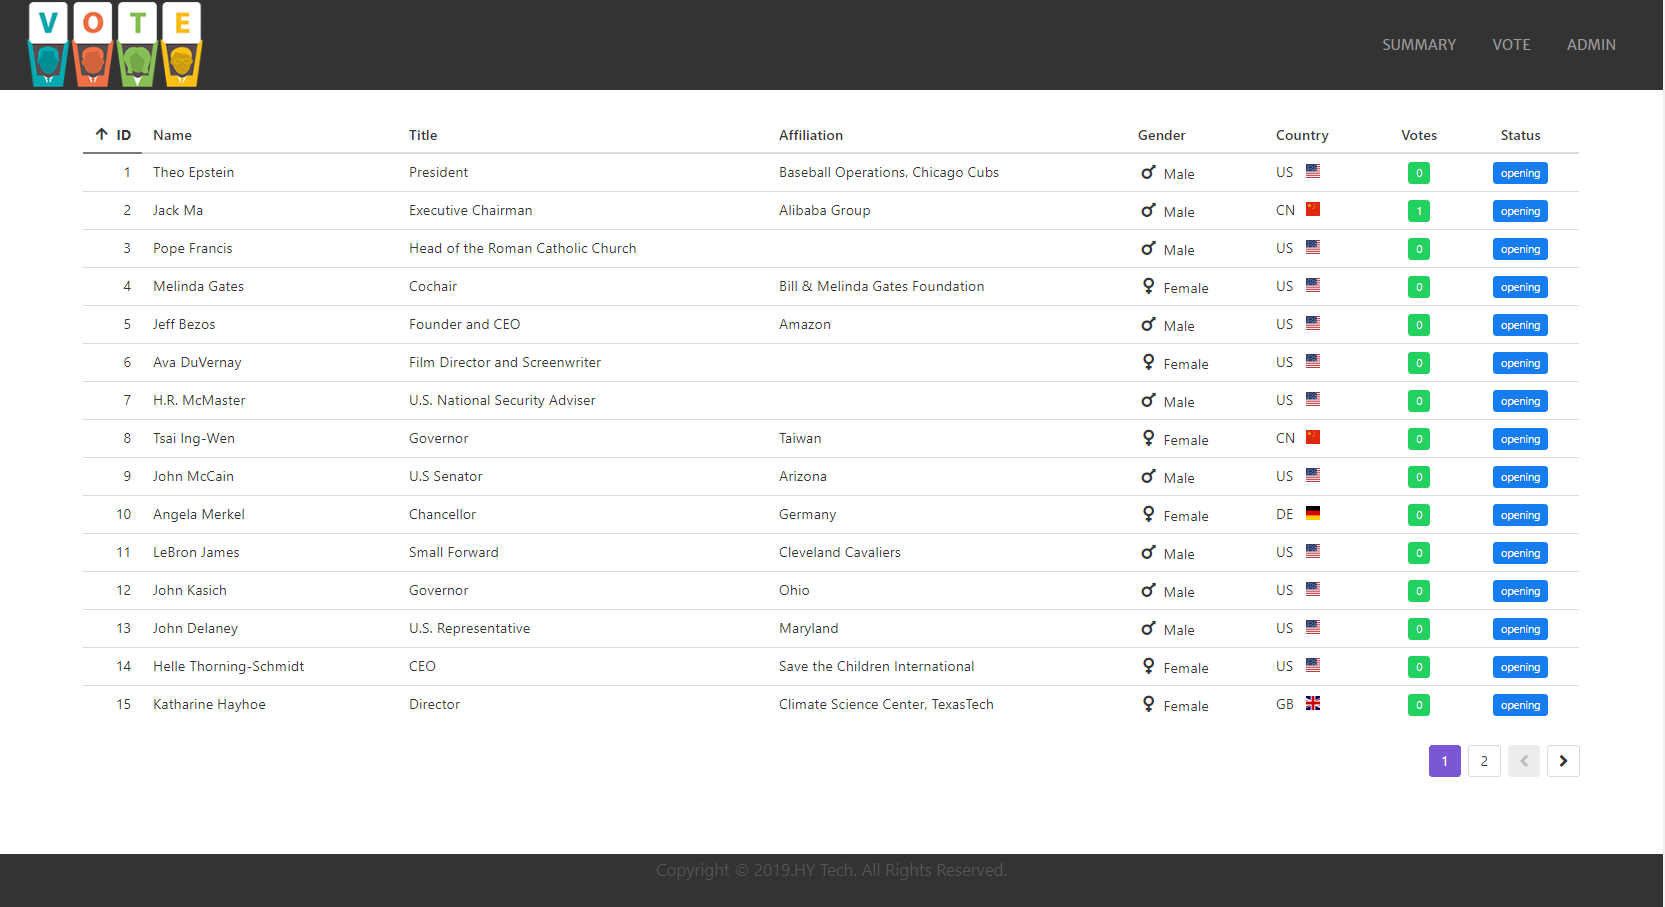 VOTE
SUMMARY VOTE ADMIN
ID Name Title Affiliation Gender Country Votes Status
1 Theo Epstein President Baseball Operations, Chicago Cubs Male US 0 opening
2 Jack Ma Executive Chairman Alibaba Group Male CN 1 opening
3 Pope Francis Head of the Roman Catholic Church Male US 0 opening
4 Melinda Gates Cochair Bill & Melinda Gates Foundation Female US 0 opening
5 Jeff Bezos Founder and CEO Amazon Male US 0 opening
6 Ava DuVernay Film Director and Screenwriter Female US 0 opening
7 H.R. McMaster U.S. National Security Adviser Male US 0 opening
8 Tsai Ing-Wen Governor Taiwan Female CN 0 opening
9 John McCain U.S Senator Arizona Male US 0 opening
10 Angela Merkel Chancellor Germany Female DE 0 opening
11 LeBron James Small Forward Cleveland Cavaliers Male US 0 opening
12 John Kasich Governor Ohio Male US 0 opening
13 John Delaney U.S. Representative Maryland Male US 0 opening
14 Helle Thorning-Schmidt CEO Save the Children International Female US 0 opening
15 Katharine Hayhoe Director Climate Science Center, TexasTech Female GB 0 opening
1 2
Copyright © 2019.HY Tech. All Rights Reserved.